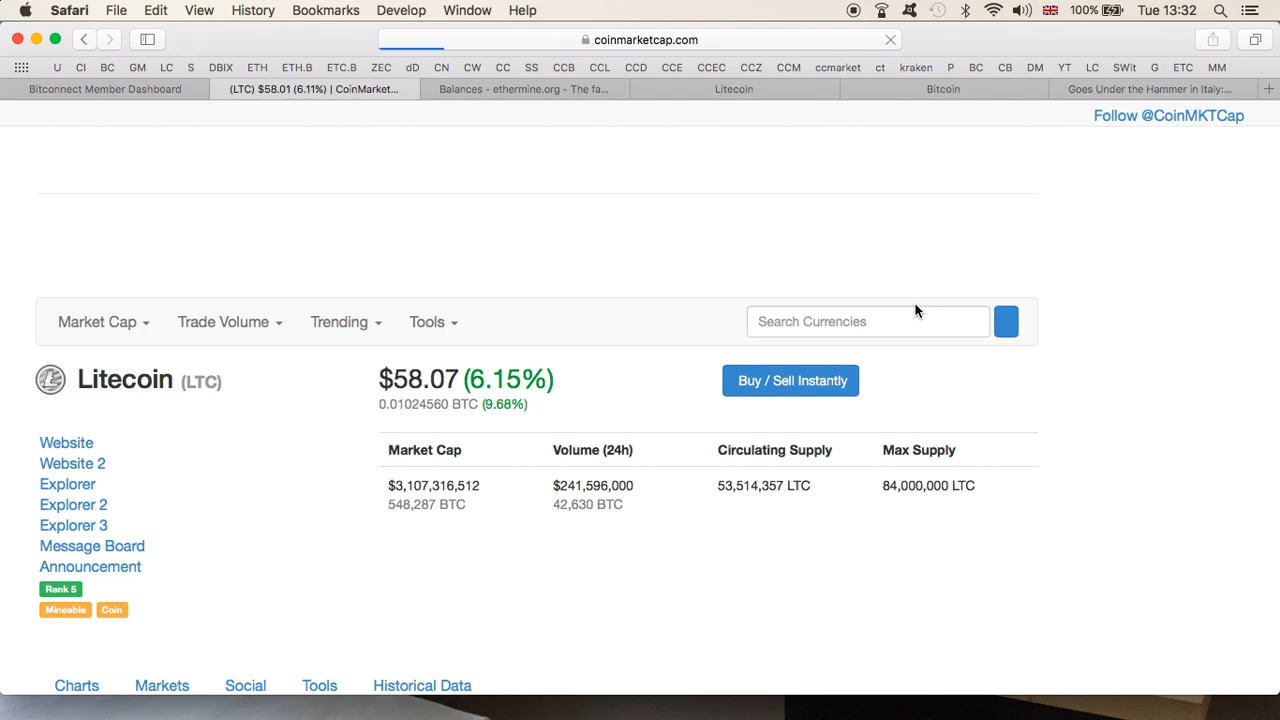 Safari File Edit View History Bookmarks Develop Window Help 100% Tue 13:32
coinmarketcap.com
U CI BC GM LC S DBIX ETH ETH.B ETC.B ZEC dD CN CW CC SS CCB CCL CCD CCE CCEC CCZ CCM ccmarket ct kraken P BC CB DM YT LC SWit G ETC MM
Bitconnect Member Dashboard (LTC) $58.01 (6.11%) | CoinMarket... Balances - ethermine.org - The fa... Litecoin Bitcoin Goes Under the Hammer in Italy:... +
Follow @CoinMKTCap
Market Cap Trade Volume Trending Tools Search Currencies
Litecoin (LTC) $58.07 (6.15%) Buy / Sell Instantly
0.01024560 BTC (9.68%)
Website Market Cap Volume (24h) Circulating Supply Max Supply
Website 2
Explorer $3,107,316,512 $241,596,000 53,514,357 LTC 84,000,000 LTC
Explorer 2 548,287 BTC 42,630 BTC
Explorer 3
Message Board
Announcement
Rank 5
Mineable Coin
Charts Markets Social Tools Historical Data